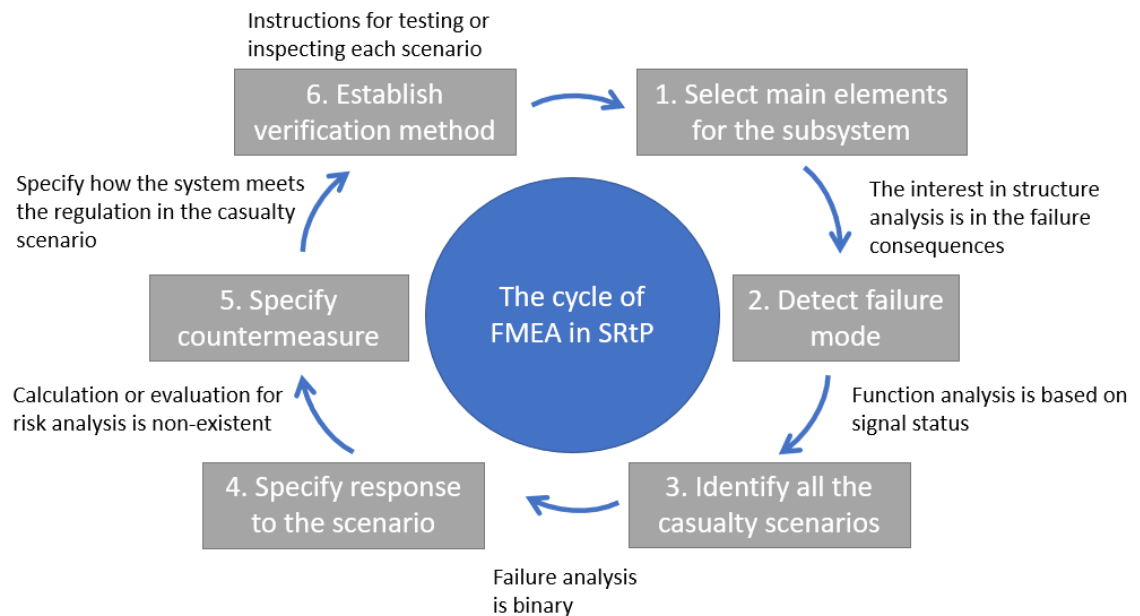 Instructions for testing or
inspecting each scenario
6. Establish
verification method
1. Select main elements
for the subsystem
Specify how the system meets
the regulation in the casualty
scenario
The interest in structure
analysis is in the failure
consequences
5. Specify
countermeasure
The cycle of
FMEA in SRtP
2. Detect failure
mode
Calculation or evaluation for
risk analysis is non-existent
Function analysis is based on
signal status
4. Specify response
to the scenario
3. Identify all the
casualty scenarios
Failure analysis
is binary